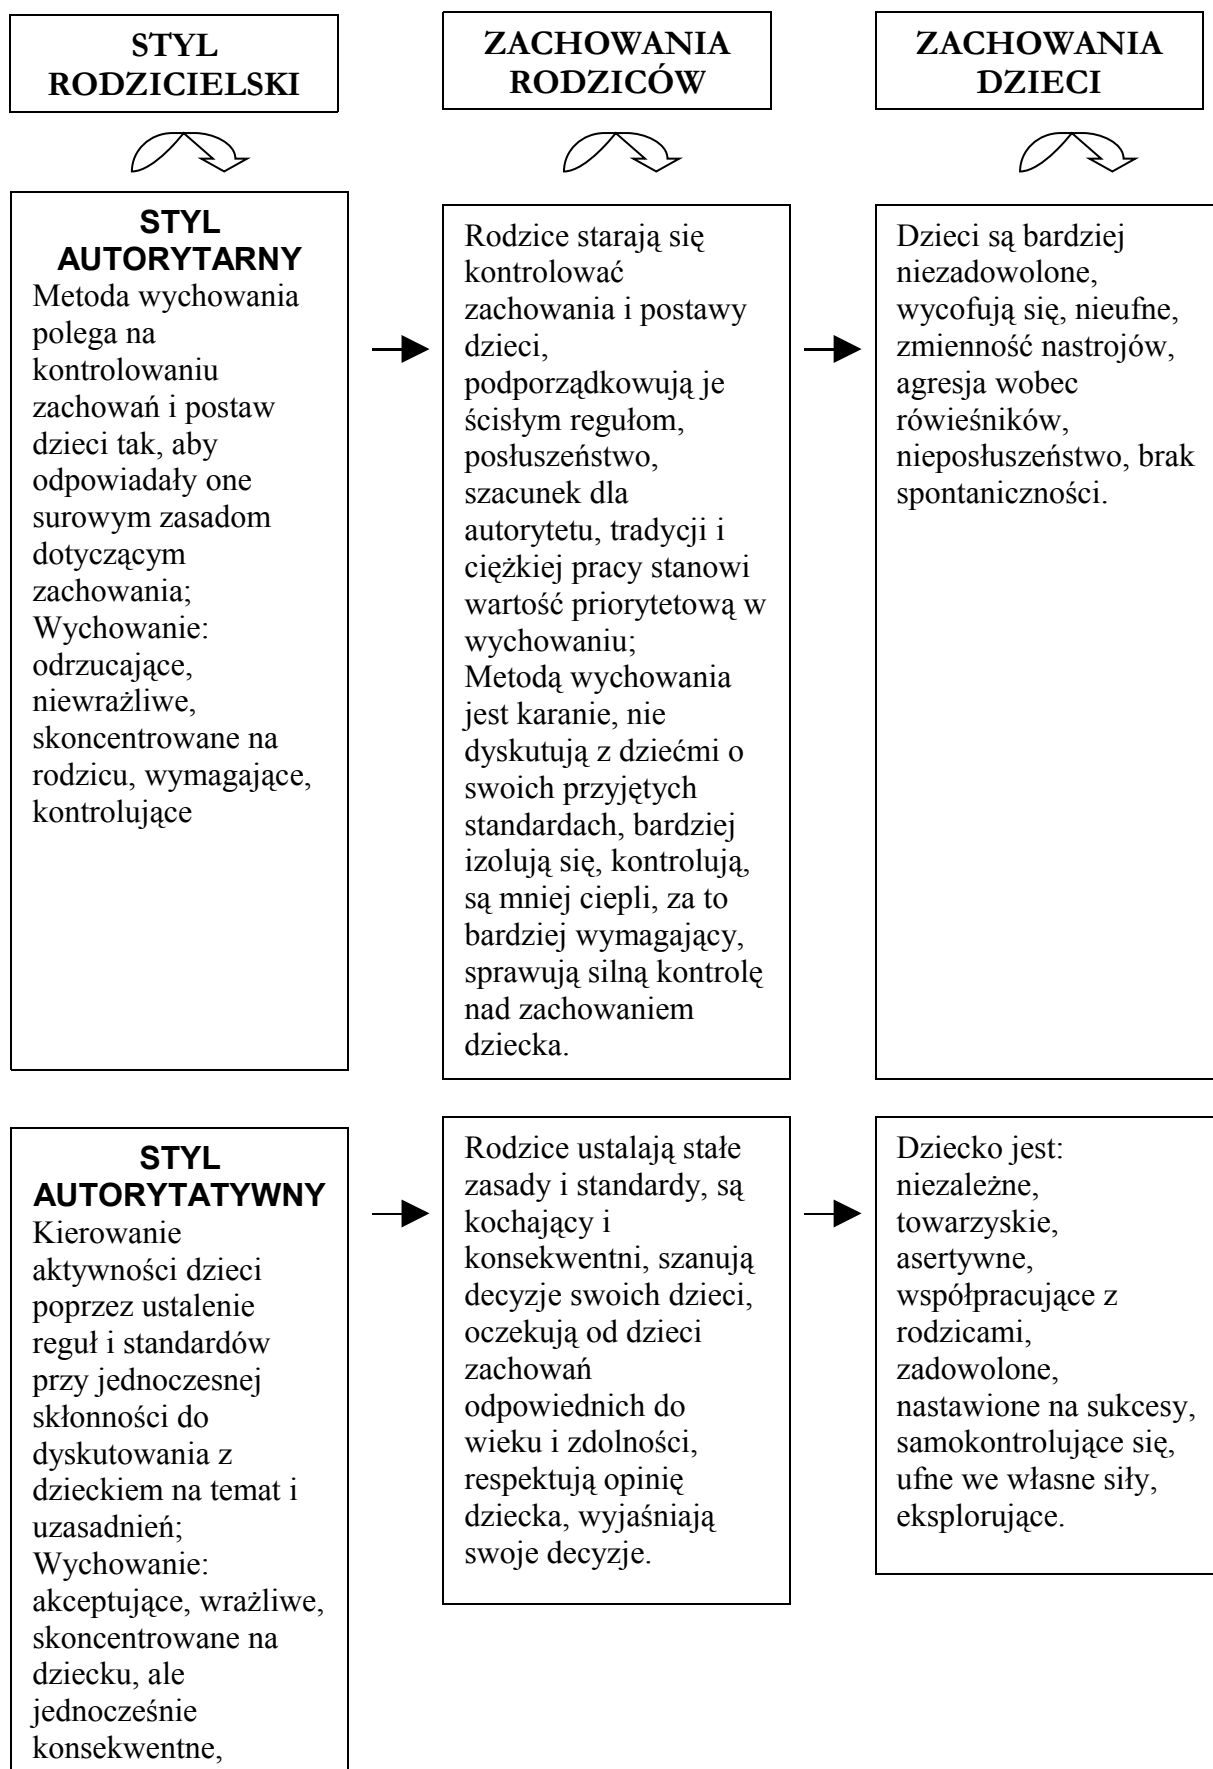 STYL
RODZICIELSKI
ZACHOWANIA
RODZICÓW
ZACHOWANIA
DZIECI
STYL
AUTORYTARNY
Metoda wychowania
polega na
kontrolowaniu
zachowań i postaw
dzieci tak, aby
odpowiadały one
surowym zasadom
dotyczącym
zachowania;
Wychowanie:
odrzucające,
niewrażliwe,
skoncentrowane na
rodzicu, wymagające,
kontrolujące
Rodzice starają się
kontrolować
zachowania i postawy
dzieci,
podporządkowują je
ścisłym regułom,
posłuszeństwo,
szacunek dla
autorytetu, tradycji i
ciężkiej pracy stanowi
wartość priorytetową w
wychowaniu;
Metodą wychowania
jest karanie, nie
dyskutują z dziećmi o
swoich przyjętych
standardach, bardziej
izolują się, kontrolują,
są mniej ciepli, za to
bardziej wymagający,
sprawują silną kontrolę
nad zachowaniem
dziecka.
Dzieci są bardziej
niezadowolone,
wycofują się, nieufne,
zmienność nastrojów,
agresja wobec
rówieśników,
nieposłuszeństwo, brak
spontaniczności.
STYL
AUTORYTATYWNY
Kierowanie
aktywności dzieci
poprzez ustalenie
reguł i standardów
przy jednoczesnej
skłonności do
dyskutowania z
dzieckiem na temat i
uzasadnień;
Wychowanie:
akceptujące, wrażliwe,
skoncentrowane na
dziecku, ale
jednocześnie
konsekwentne,
Rodzice ustalają stałe
zasady i standardy, są
kochający i
konsekwentni, szanują
decyzje swoich dzieci,
oczekują od dzieci
zachowań
odpowiednich do
wieku i zdolności,
respektują opinię
dziecka, wyjaśniają
swoje decyzje.
Dziecko jest:
niezależne,
towarzyskie,
asertywne,
współpracujące z
rodzicami,
zadowolone,
nastawione na sukcesy,
samokontrolujące się,
ufne we własne siły,
eksplorujące.